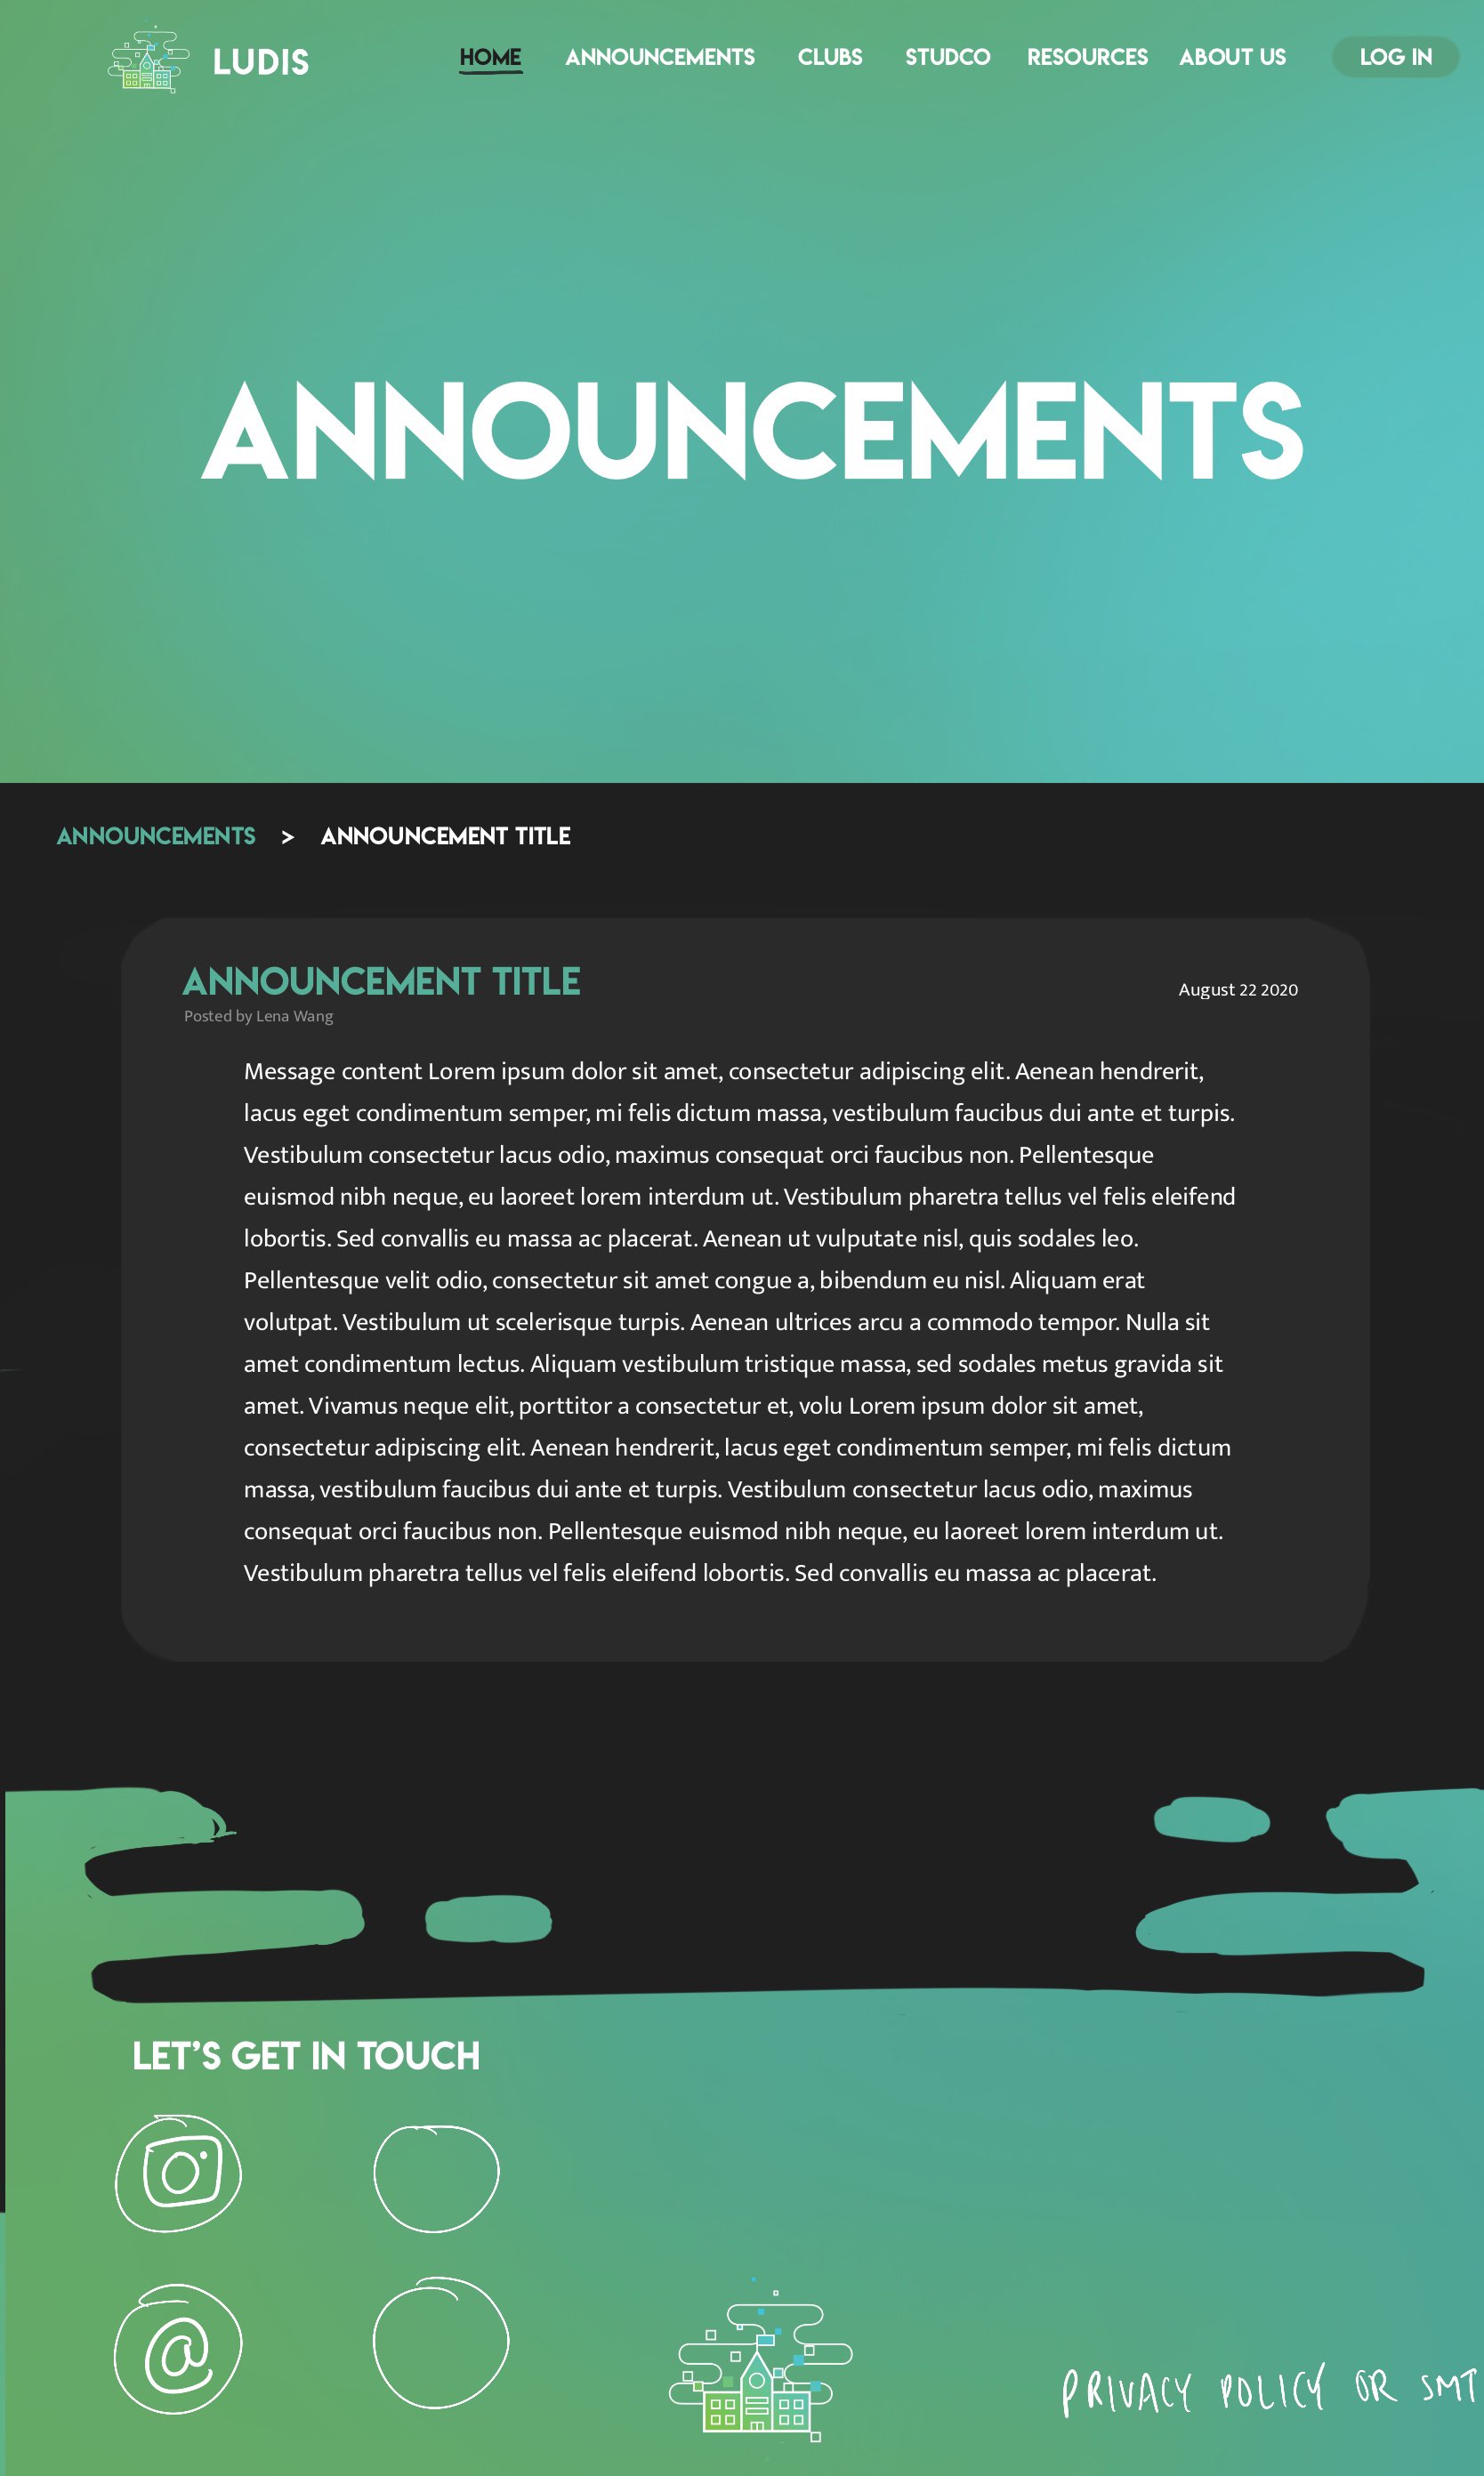 LUDIS
HOME ANNOUNCEMENTS CLUBS STUDCO RESOURCES ABOUT US LOG IN
ANNOUNCEMENTS
ANNOUNCEMENTS > ANNOUNCEMENT TITLE
ANNOUNCEMENT TITLE
August 22 2020
Posted by Lena Wang
Message content Lorem ipsum dolor sit amet, consectetur adipiscing elit. Aenean hendrerit,
lacus eget condimentum semper, mi felis dictum massa, vestibulum faucibus dui ante et turpis.
Vestibulum consectetur lacus odio, maximus consequat orci faucibus non. Pellentesque
euismod nibh neque, eu laoreet lorem interdum ut. Vestibulum pharetra tellus vel felis eleifend
lobortis. Sed convallis eu massa ac placerat. Aenean ut vulputate nisl, quis sodales leo.
Pellentesque velit odio, consectetur sit amet congue a, bibendum eu nisl. Aliquam erat
volutpat. Vestibulum ut scelerisque turpis. Aenean ultrices arcu a commodo tempor. Nulla sit
amet condimentum lectus. Aliquam vestibulum tristique massa, sed sodales metus gravida sit
amet. Vivamus neque elit, porttitor a consectetur et, volu Lorem ipsum dolor sit amet,
consectetur adipiscing elit. Aenean hendrerit, lacus eget condimentum semper, mi felis dictum
massa, vestibulum faucibus dui ante et turpis. Vestibulum consectetur lacus odio, maximus
consequat orci faucibus non. Pellentesque euismod nibh neque, eu laoreet lorem interdum ut.
Vestibulum pharetra tellus vel felis eleifend lobortis. Sed convallis eu massa ac placerat.
LET'S GET IN TOUCH
@
PRIVACY POLICY OR SMT